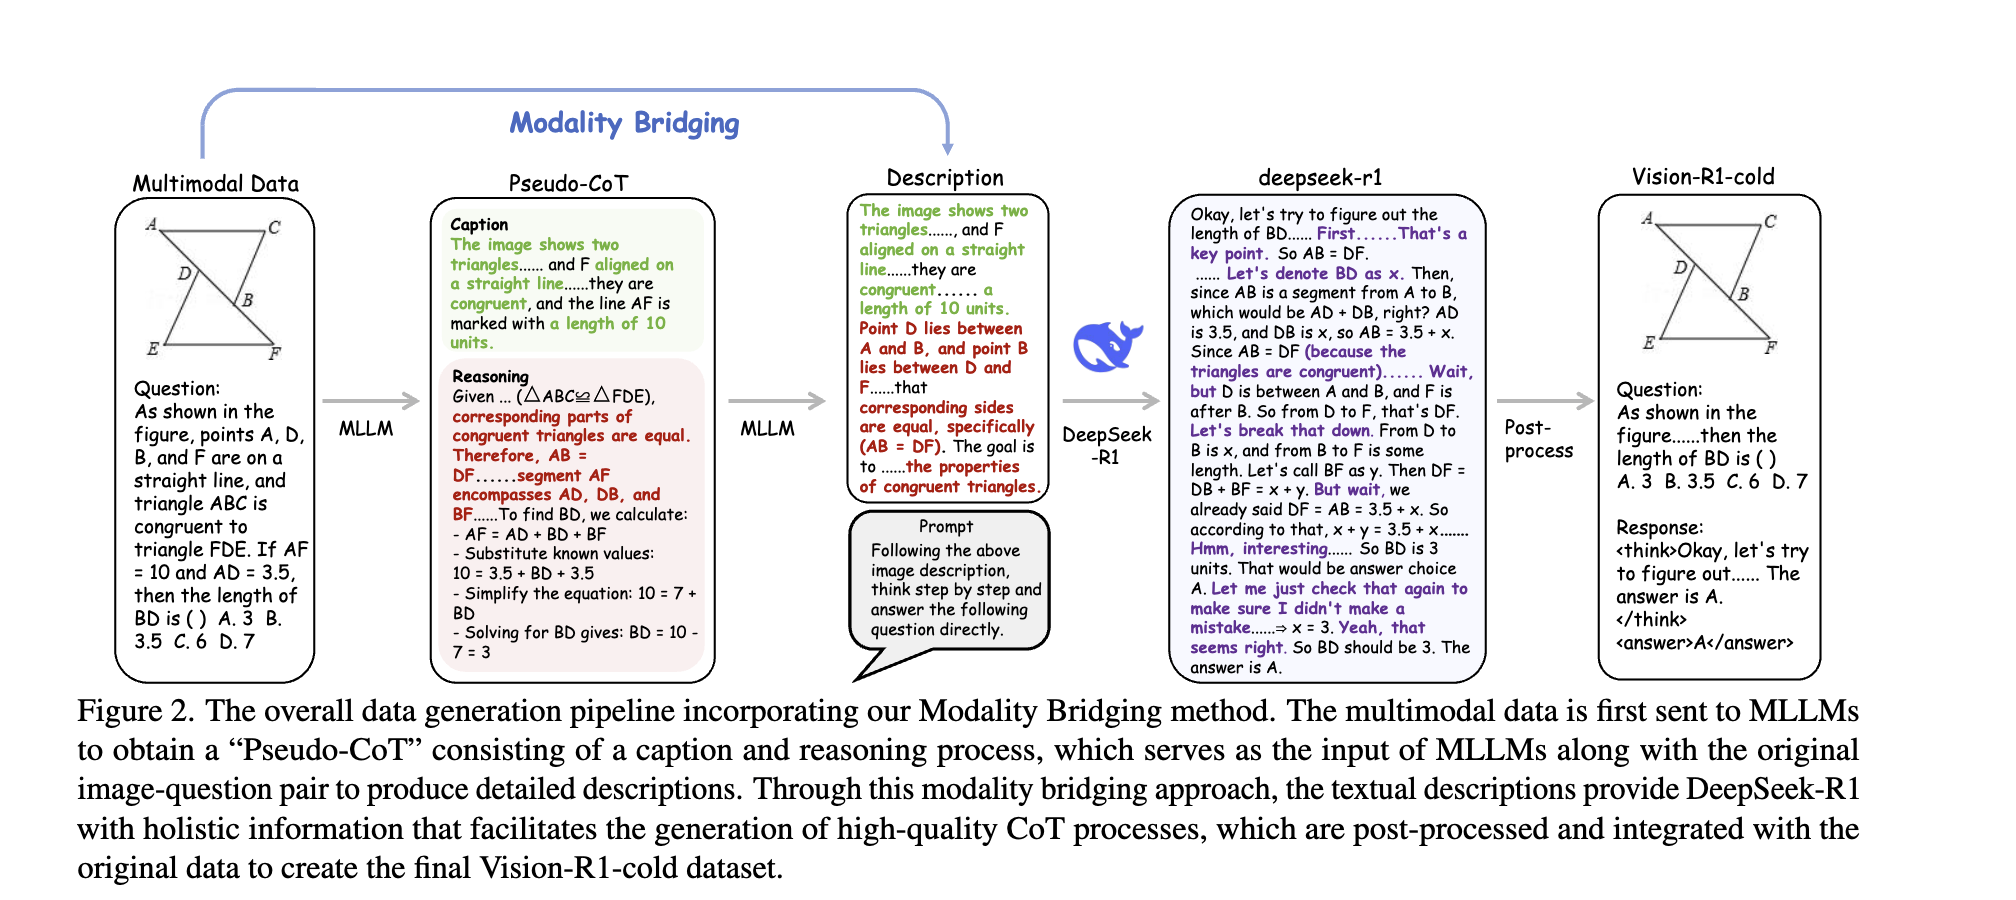 Modality Bridging
Multimodal Data
A
C
D
B
E
F
Question:
As shown in the
figure, points A, D,
B, and F are on a
straight line, and
triangle ABC is
congruent to
triangle FDE. If AF
= 10 and AD = 3.5,
then the length of
BD is ( )  A. 3  B.
3.5  C. 6  D. 7
MLLM
Pseudo-CoT
Caption
The image shows two
triangles...... and F aligned on
a straight line......they are
congruent, and the line AF is
marked with a length of 10
units.
Reasoning
Given ... (△ABC≌△FDE),
corresponding parts of
congruent triangles are equal.
Therefore, AB =
DF......segment AF
encompasses AD, DB, and
BF......To find BD, we calculate:
- AF = AD + BD + BF
- Substitute known values:
10 = 3.5 + BD + 3.5
- Simplify the equation: 10 = 7 +
BD
- Solving for BD gives: BD = 10 -
7 = 3
MLLM
Description
The image shows two
triangles......, and F
aligned on a straight
line......they are
congruent...... a
length of 10 units.
Point D lies between
A and B, and point B
lies between D and
F.....that
corresponding sides
are equal, specifically
(AB = DF). The goal is
to ......the properties
of congruent triangles.
Prompt
Following the above
image description,
think step by step and
answer the following
question directly.
DeepSeek
-R1
deepseek-r1
Okay, let's try to figure out the
length of BD...... First......That's a
key point. So AB = DF.
...... Let's denote BD as x. Then,
since AB is a segment from A to B,
which would be AD + DB, right? AD
is 3.5, and DB is x, so AB = 3.5 + x.
Since AB = DF (because the
triangles are congruent)...... Wait,
but D is between A and B, and F is
after B. So from D to F, that's DF.
Let's break that down. From D to
B is x, and from B to F is some
length. Let's call BF as y. Then DF =
DB + BF = x + y. But wait, we
already said DF = AB = 3.5 + x. So
according to that, x + y = 3.5 + x.......
Hmm, interesting...... So BD is 3
units. That would be answer choice
A. Let me just check that again to
make sure I didn't make a
mistake......⇒ x = 3. Yeah, that
seems right. So BD should be 3. The
answer is A.
Post-
process
Vision-R1-cold
A
C
D
B
E
F
Question:
As shown in the
figure......then the
length of BD is ( )
A. 3  B. 3.5  C. 6  D. 7
Response:
<think>Okay, let's try
to figure out...... The
answer is A.
</think>
<answer>A</answer>
Figure 2. The overall data generation pipeline incorporating our Modality Bridging method. The multimodal data is first sent to MLLMs
to obtain a “Pseudo-CoT” consisting of a caption and reasoning process, which serves as the input of MLLMs along with the original
image-question pair to produce detailed descriptions. Through this modality bridging approach, the textual descriptions provide DeepSeek-R1
with holistic information that facilitates the generation of high-quality CoT processes, which are post-processed and integrated with the
original data to create the final Vision-R1-cold dataset.